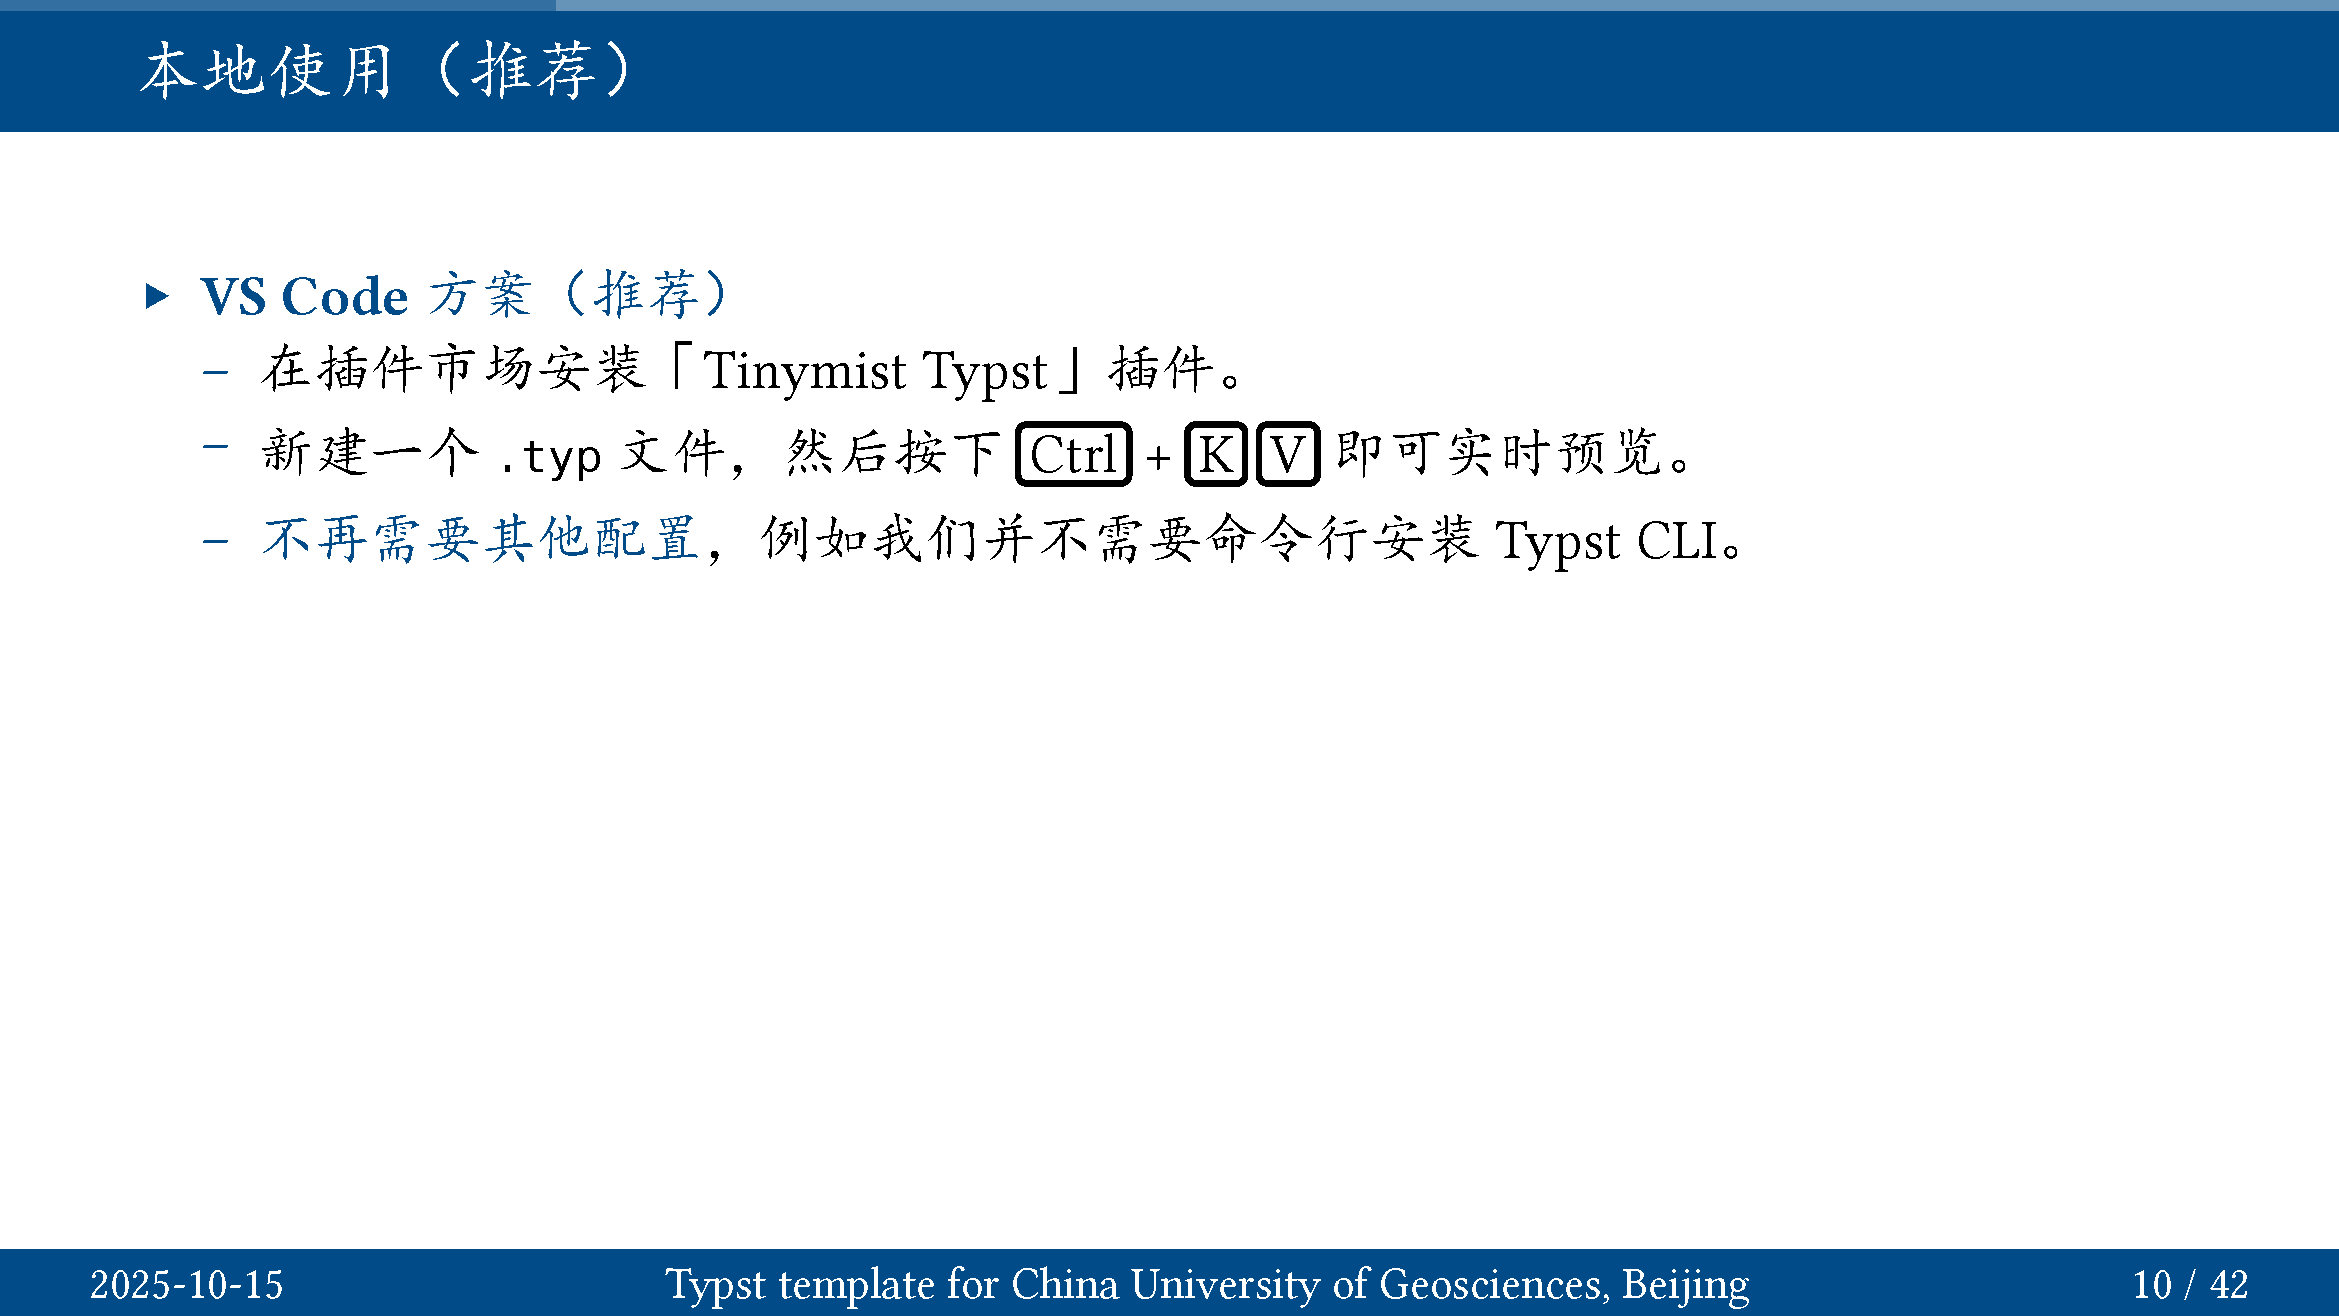 本地使用（推荐）
▶ VS Code 方案（推荐）
– 在插件市场安装「Tinymist Typst」插件。
– 新建一个 .typ 文件，然后按下 Ctrl + K V 即可实时预览。
– 不再需要其他配置，例如我们并不需要命令行安装 Typst CLI。
2025-10-15 Typst template for China University of Geosciences, Beijing 10 / 42